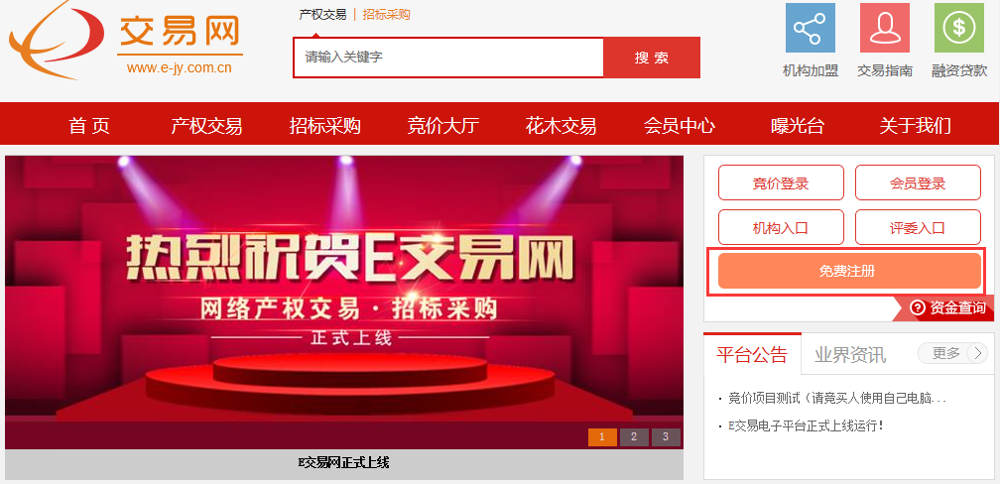 交易网
www.e-jy.com.cn
产权交易 | 招标采购
请输入关键字
搜 索
机构加盟
交易指南
融资贷款
首 页
产权交易
招标采购
竞价大厅
花木交易
会员中心
曝光台
关于我们
热烈祝贺E交易网
网络产权交易·招标采购
正式上线
1 2 3
E交易网正式上线
竞价登录
会员登录
机构入口
评委入口
免费注册
资金查询
平台公告
业界资讯
更多
· 竞价项目测试（请竞买人使用自己电脑...
· E交易电子平台正式上线运行！